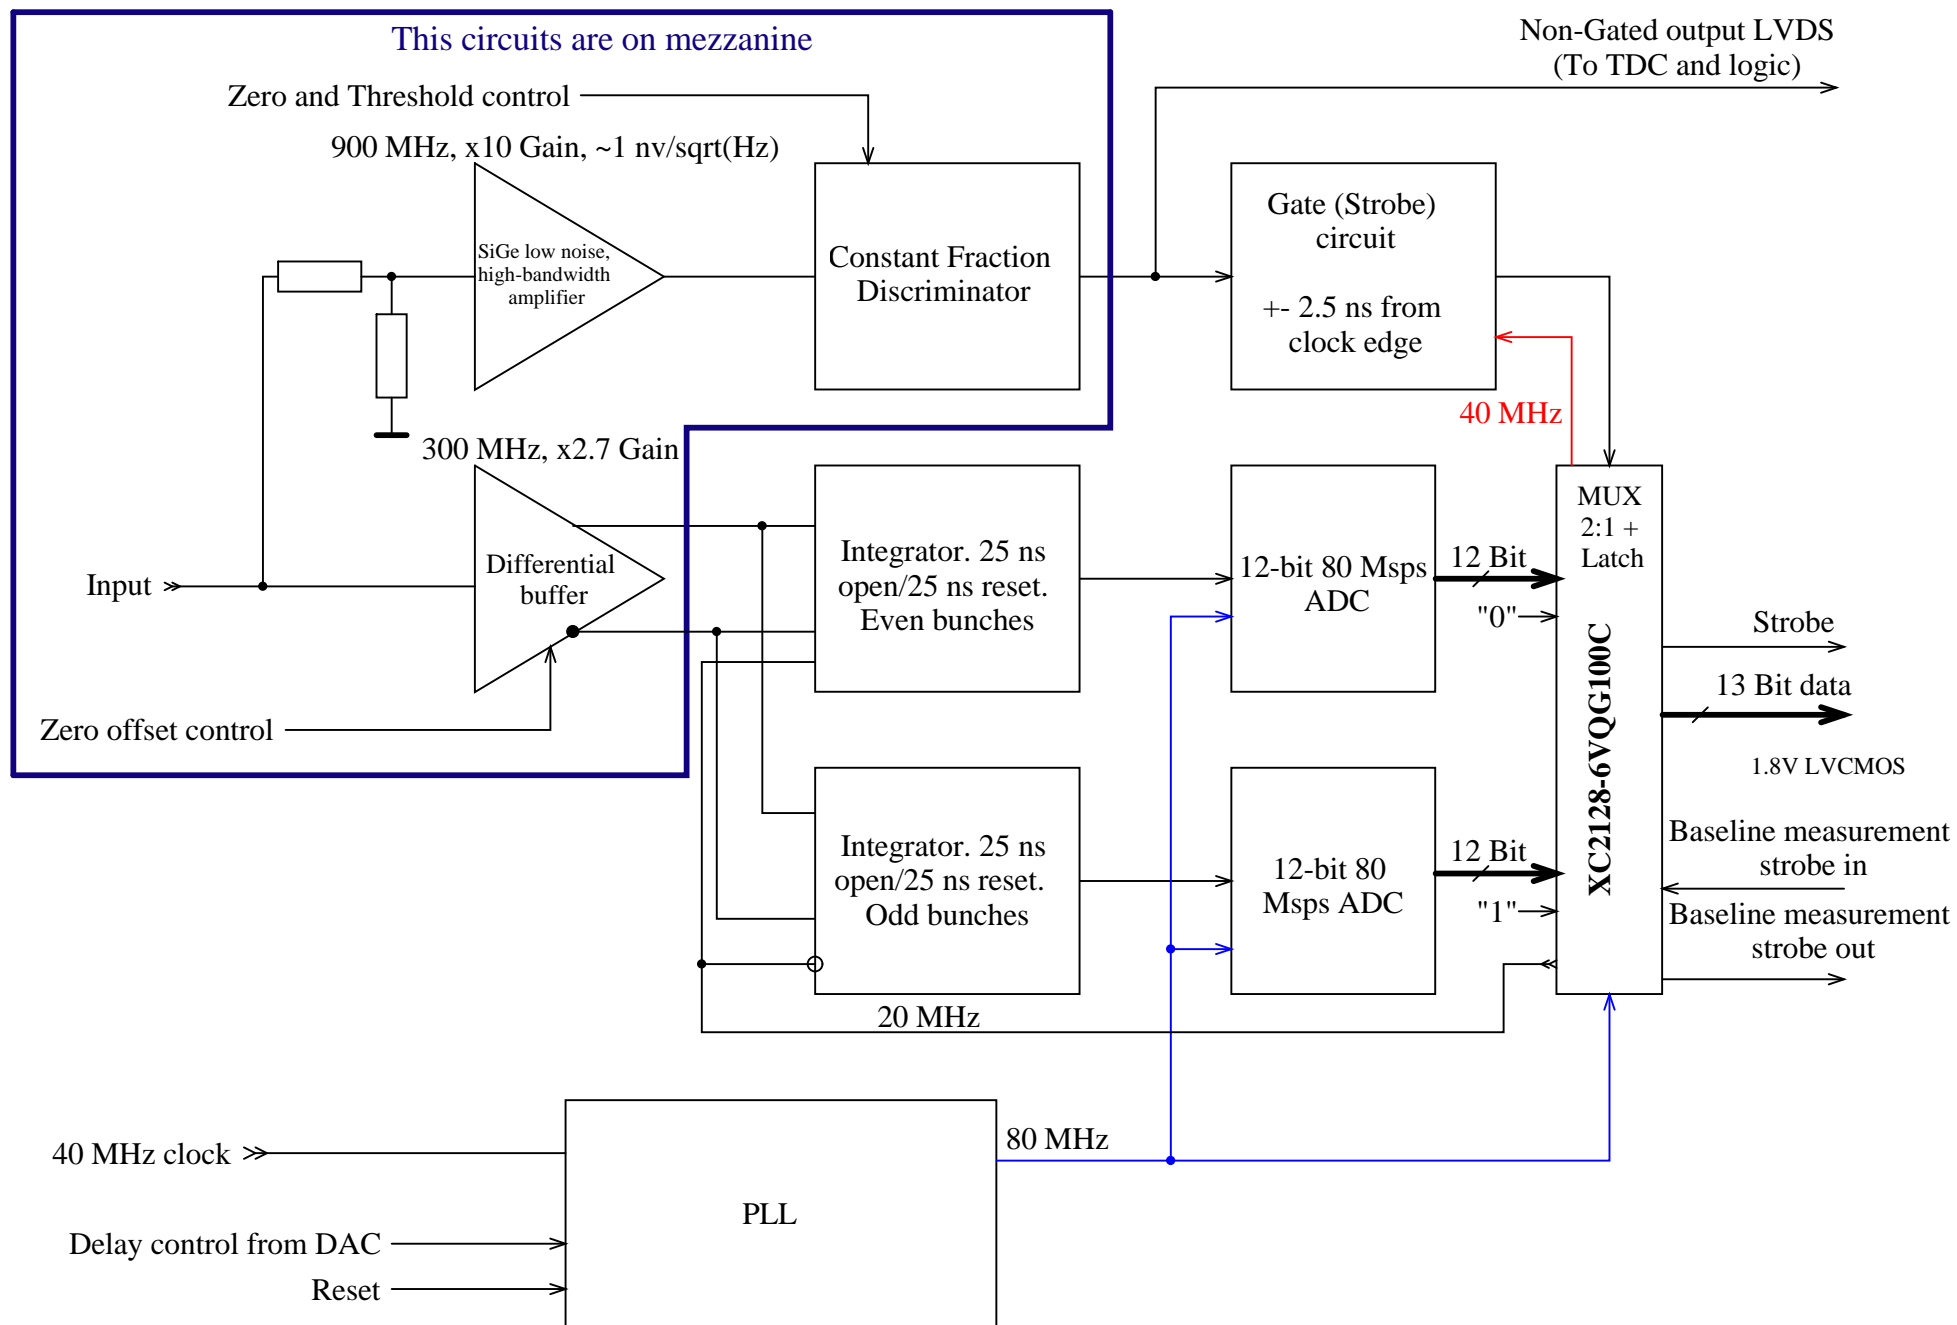 This circuits are on mezzanine
Non-Gated output LVDS
(To TDC and logic)
Zero and Threshold control
900 MHz, x10 Gain, ~1 nv/sqrt(Hz)
SiGe low noise,
high-bandwidth
amplifier
Constant Fraction
Discriminator
Gate (Strobe)
circuit
+- 2.5 ns from
clock edge
40 MHz
300 MHz, x2.7 Gain
Input
Differential
buffer
Zero offset control
Integrator. 25 ns
open/25 ns reset.
Even bunches
12-bit 80 Msps
ADC
12 Bit
"0"
MUX
2:1 +
Latch
XC2128-6VQG100C
Strobe
13 Bit data
1.8V LVCMOS
Integrator. 25 ns
open/25 ns reset.
Odd bunches
12-bit 80
Msps ADC
12 Bit
"1"
Baseline measurement
strobe in
Baseline measurement
strobe out
20 MHz
40 MHz clock
80 MHz
PLL
Delay control from DAC
Reset